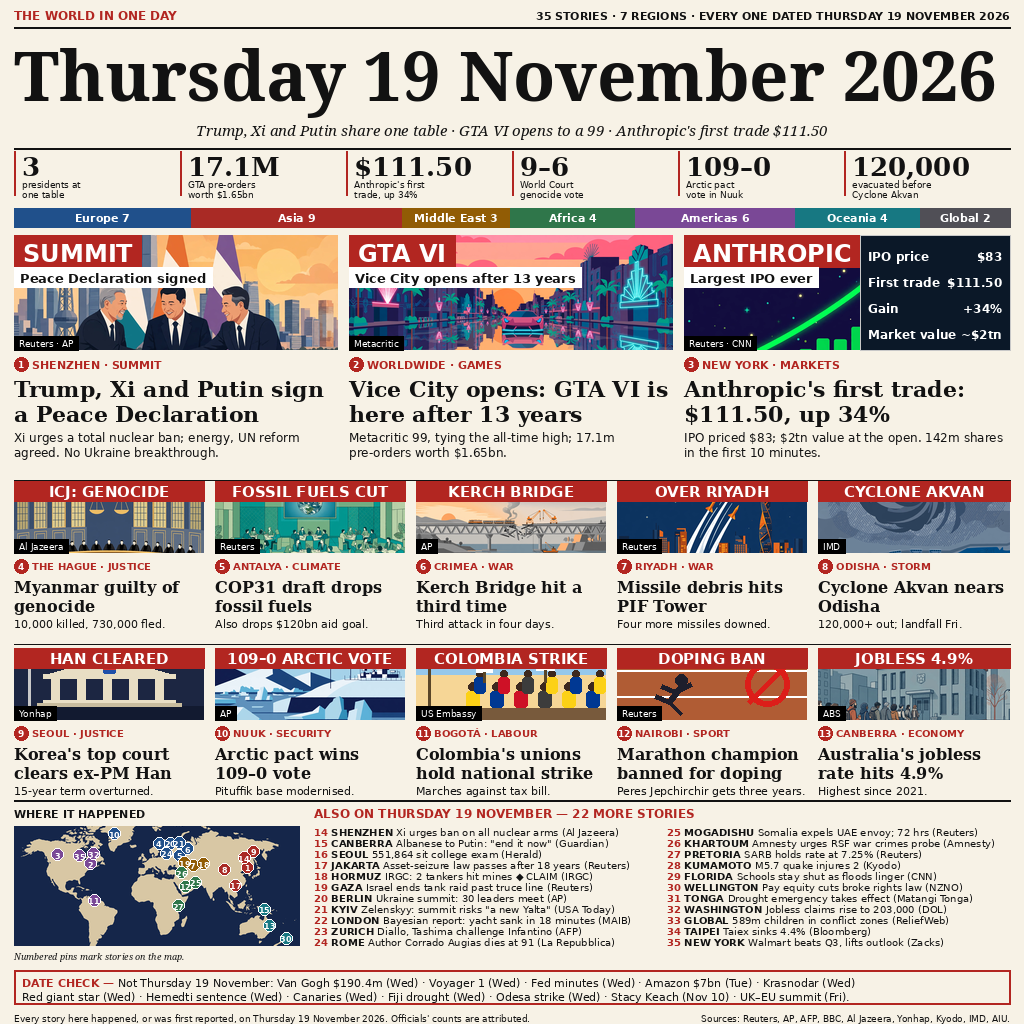 THE WORLD IN ONE DAY
35 STORIES · 7 REGIONS · EVERY ONE DATED THURSDAY 19 NOVEMBER 2026
Thursday 19 November 2026
Trump, Xi and Putin share one table · GTA VI opens to a 99 · Anthropic's first trade $111.50
3
presidents at
one table
17.1M
GTA pre-orders
worth $1.65bn
$111.50
Anthropic's first
trade, up 34%
9–6
World Court
genocide vote
109–0
Arctic pact
vote in Nuuk
120,000
evacuated before
Cyclone Akvan
Europe 7
Asia 9
Middle East 3
Africa 4
Americas 6
Oceania 4
Global 2
SUMMIT
Peace Declaration signed
Reuters · AP
1 SHENZHEN · SUMMIT
Trump, Xi and Putin sign
a Peace Declaration
Xi urges a total nuclear ban; energy, UN reform
agreed. No Ukraine breakthrough.
GTA VI
Vice City opens after 13 years
Metacritic
2 WORLDWIDE · GAMES
Vice City opens: GTA VI is
here after 13 years
Metacritic 99, tying the all-time high; 17.1m
pre-orders worth $1.65bn.
ANTHROPIC
Largest IPO ever
Reuters · CNN
IPO price $83
First trade $111.50
Gain +34%
Market value ~$2tn
3 NEW YORK · MARKETS
Anthropic's first trade:
$111.50, up 34%
IPO priced $83; $2tn value at the open. 142m shares
in the first 10 minutes.
ICJ: GENOCIDE
Al Jazeera
4 THE HAGUE · JUSTICE
Myanmar guilty of
genocide
10,000 killed, 730,000 fled.
FOSSIL FUELS CUT
Reuters
5 ANTALYA · CLIMATE
COP31 draft drops
fossil fuels
Also drops $120bn aid goal.
KERCH BRIDGE
AP
6 CRIMEA · WAR
Kerch Bridge hit a
third time
Third attack in four days.
OVER RIYADH
Reuters
7 RIYADH · WAR
Missile debris hits
PIF Tower
Four more missiles downed.
CYCLONE AKVAN
IMD
8 ODISHA · STORM
Cyclone Akvan nears
Odisha
120,000+ out; landfall Fri.
HAN CLEARED
Yonhap
9 SEOUL · JUSTICE
Korea's top court
clears ex-PM Han
15-year term overturned.
109–0 ARCTIC VOTE
AP
10 NUUK · SECURITY
Arctic pact wins
109–0 vote
Pituffik base modernised.
COLOMBIA STRIKE
US Embassy
11 BOGOTÁ · LABOUR
Colombia's unions
hold national strike
Marches against tax bill.
DOPING BAN
Reuters
12 NAIROBI · SPORT
Marathon champion
banned for doping
Peres Jepchirchir gets three years.
JOBLESS 4.9%
ABS
13 CANBERRA · ECONOMY
Australia's jobless
rate hits 4.9%
Highest since 2021.
WHERE IT HAPPENED
Numbered pins mark stories on the map.
ALSO ON THURSDAY 19 NOVEMBER — 22 MORE STORIES
14 SHENZHEN Xi urges ban on all nuclear arms (Al Jazeera)
15 CANBERRA Albanese to Putin: "end it now" (Guardian)
16 SEOUL 551,864 sit college exam (Herald)
17 JAKARTA Asset-seizure law passes after 18 years (Reuters)
18 HORMUZ IRGC: 2 tankers hit mines ◆ CLAIM (IRGC)
19 GAZA Israel ends tank raid past truce line (Reuters)
20 BERLIN Ukraine summit: 30 leaders meet (AP)
21 KYIV Zelenskyy: summit risks "a new Yalta" (USA Today)
22 LONDON Bayesian report: yacht sank in 18 minutes (MAIB)
23 ZURICH Diallo, Tashima challenge Infantino (AFP)
24 ROME Author Corrado Augias dies at 91 (La Repubblica)
25 MOGADISHU Somalia expels UAE envoy; 72 hrs (Reuters)
26 KHARTOUM Amnesty urges RSF war crimes probe (Amnesty)
27 PRETORIA SARB holds rate at 7.25% (Reuters)
28 KUMAMOTO M5.7 quake injures 2 (Kyodo)
29 FLORIDA Schools stay shut as floods linger (CNN)
30 WELLINGTON Pay equity cuts broke rights law (NZNO)
31 TONGA Drought emergency takes effect (Matangi Tonga)
32 WASHINGTON Jobless claims rise to 203,000 (DOL)
33 GLOBAL 589m children in conflict zones (ReliefWeb)
34 TAIPEI Taiex sinks 4.4% (Bloomberg)
35 NEW YORK Walmart beats Q3, lifts outlook (Zacks)
DATE CHECK — Not Thursday 19 November: Van Gogh $190.4m (Wed) · Voyager 1 (Wed) · Fed minutes (Wed) · Amazon $7bn (Tue) · Krasnodar (Wed)
Red giant star (Wed) · Hemedti sentence (Wed) · Canaries (Wed) · Fiji drought (Wed) · Odesa strike (Wed) · Stacy Keach (Nov 10) · UK–EU summit (Fri).
Every story here happened, or was first reported, on Thursday 19 November 2026. Officials' counts are attributed.
Sources: Reuters, AP, AFP, BBC, Al Jazeera, Yonhap, Kyodo, IMD, AIU.